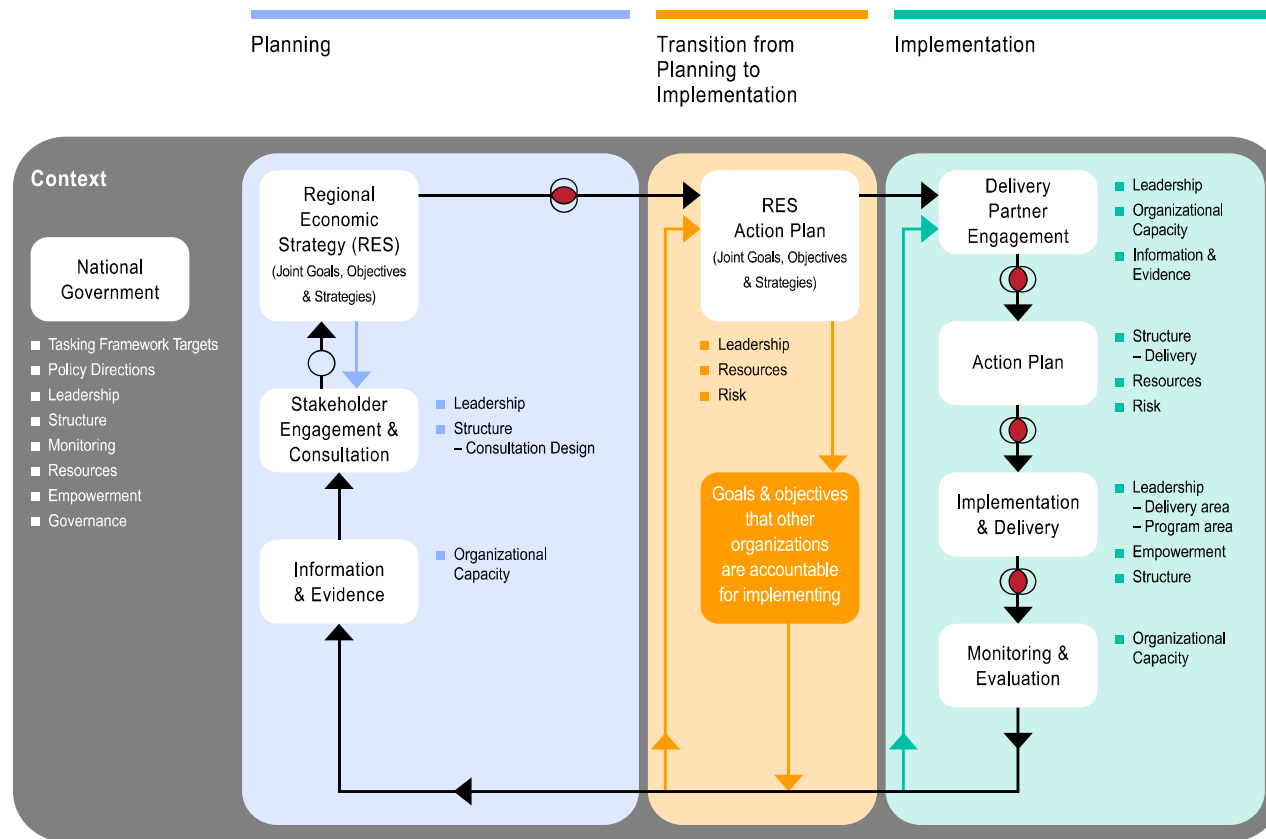 Planning
Transition from
Planning to
Implementation
Implementation
Context
National
Government
■ Tasking Framework Targets
■ Policy Directions
■ Leadership
■ Structure
■ Monitoring
■ Resources
■ Empowerment
■ Governance
Regional
Economic
Strategy (RES)
(Joint Goals, Objectives
& Strategies)
Stakeholder
Engagement &
Consultation
■ Leadership
■ Structure
– Consultation Design
Information
& Evidence
■ Organizational
Capacity
RES
Action Plan
(Joint Goals, Objectives
& Strategies)
■ Leadership
■ Resources
■ Risk
Goals & objectives
that other
organizations
are accountable
for implementing
Delivery
Partner
Engagement
■ Leadership
■ Organizational
Capacity
■ Information &
Evidence
Action Plan
■ Structure
– Delivery
■ Resources
■ Risk
Implementation
& Delivery
■ Leadership
– Delivery area
– Program area
■ Empowerment
■ Structure
Monitoring &
Evaluation
■ Organizational
Capacity